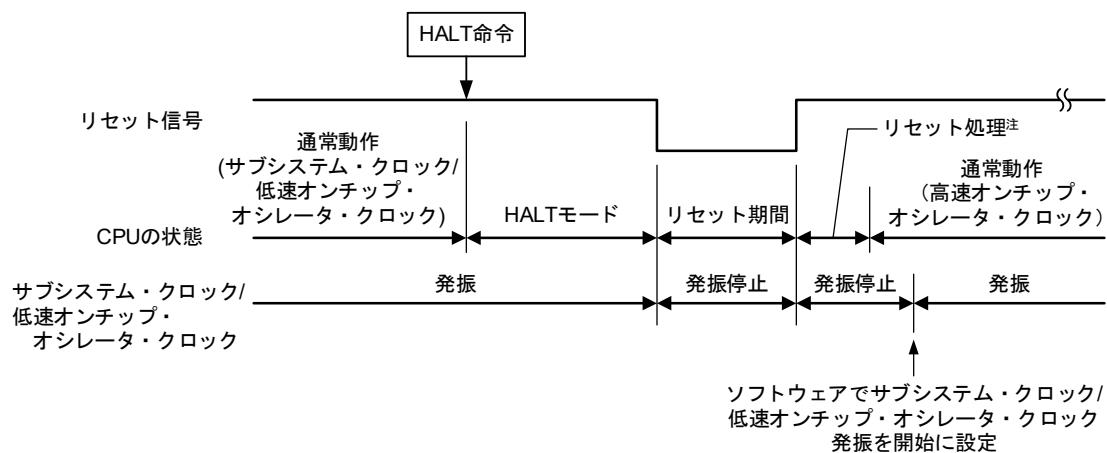 HALT命令
リセット信号
リセット処理注
通常動作
(サブシステム・クロック/
低速オンチップ・
オシレータ・クロック)
通常動作
（高速オンチップ・
オシレータ・クロック）
HALTモード
リセット期間
CPUの状態
発振
発振停止
発振停止
発振
サブシステム・クロック/
低速オンチップ・
オシレータ・クロック
ソフトウェアでサブシステム・クロック/
低速オンチップ・オシレータ・クロック
発振を開始に設定